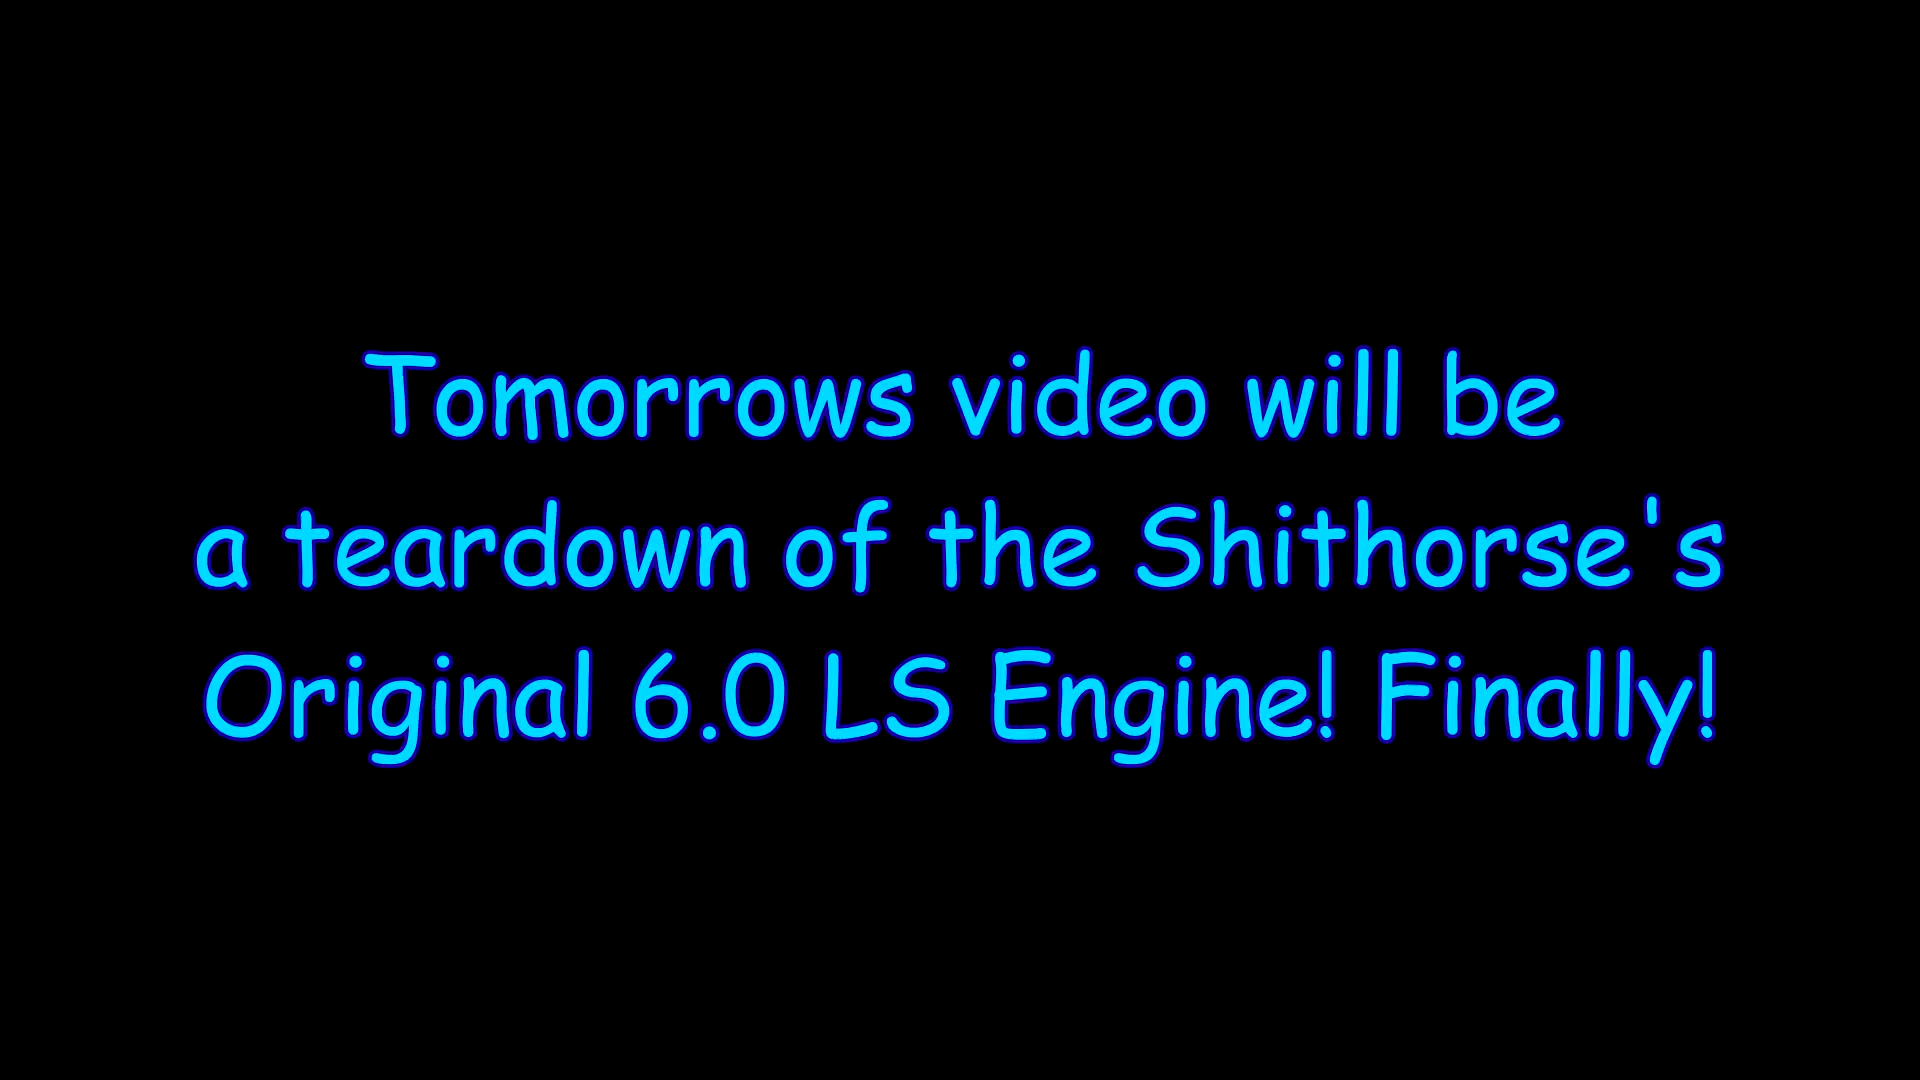 Tomorrows video will be
a teardown of the Shithorse's
Original 6.0 LS Engine! Finally!